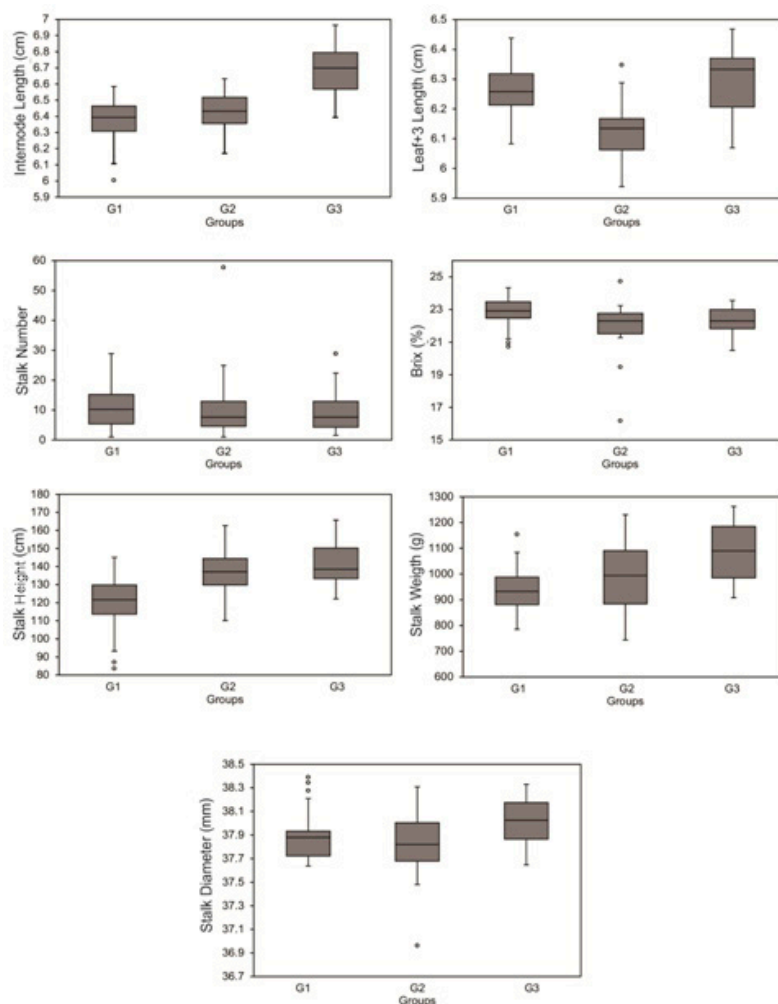 Internode Length (cm)
7
6.9
6.8
6.7
6.6
6.5
6.4
6.3
6.2
6.1
6
5.9
G1 G2 G3
Groups
Leaf+3 Length (cm)
6.5
6.4
6.3
6.2
6.1
6
5.9
G1 G2 G3
Groups
Stalk Number
60
50
40
30
20
10
0
G1 G2 G3
Groups
Brix (%)
25
23
21
19
17
15
G1 G2 G3
Groups
Stalk Height (cm)
180
170
160
150
140
130
120
110
100
90
80
G1 G2 G3
Groups
Stalk Weigth (g)
1300
1200
1100
1000
900
800
700
600
G1 G2 G3
Groups
Stalk Diameter (mm)
38.5
38.3
38.1
37.9
37.7
37.5
37.3
37.1
36.9
36.7
G1 G2 G3
Groups